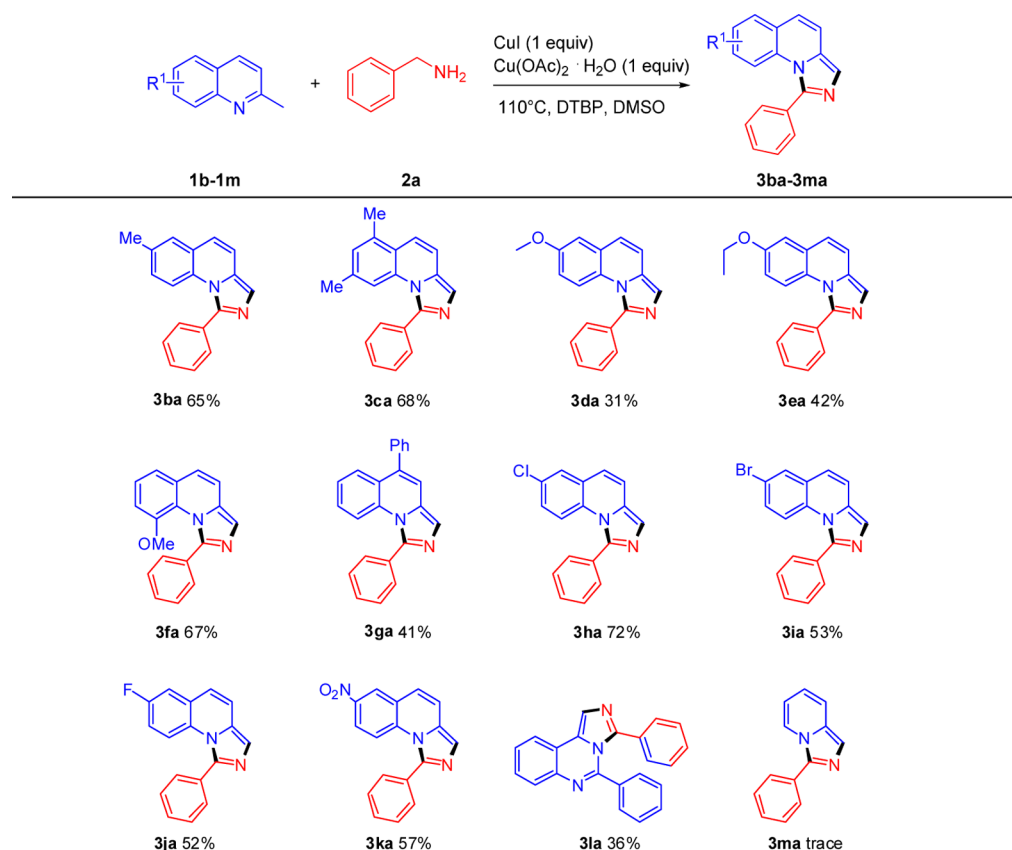 R1
N
+
NH2
CuI (1 equiv)
Cu(OAc)2 · H2O (1 equiv)
110°C, DTBP, DMSO
R1
N
N
1b-1m 2a 3ba-3ma
Me
N
N
Me
Me
N
N
O
N
N
O
N
N
3ba 65% 3ca 68% 3da 31% 3ea 42%
N
N
OMe
Ph
N
N
Cl
N
N
Br
N
N
3fa 67% 3ga 41% 3ha 72% 3ia 53%
F
N
N
O2N
N
N
N
N
N
N
N
3ja 52% 3ka 57% 3la 36% 3ma trace